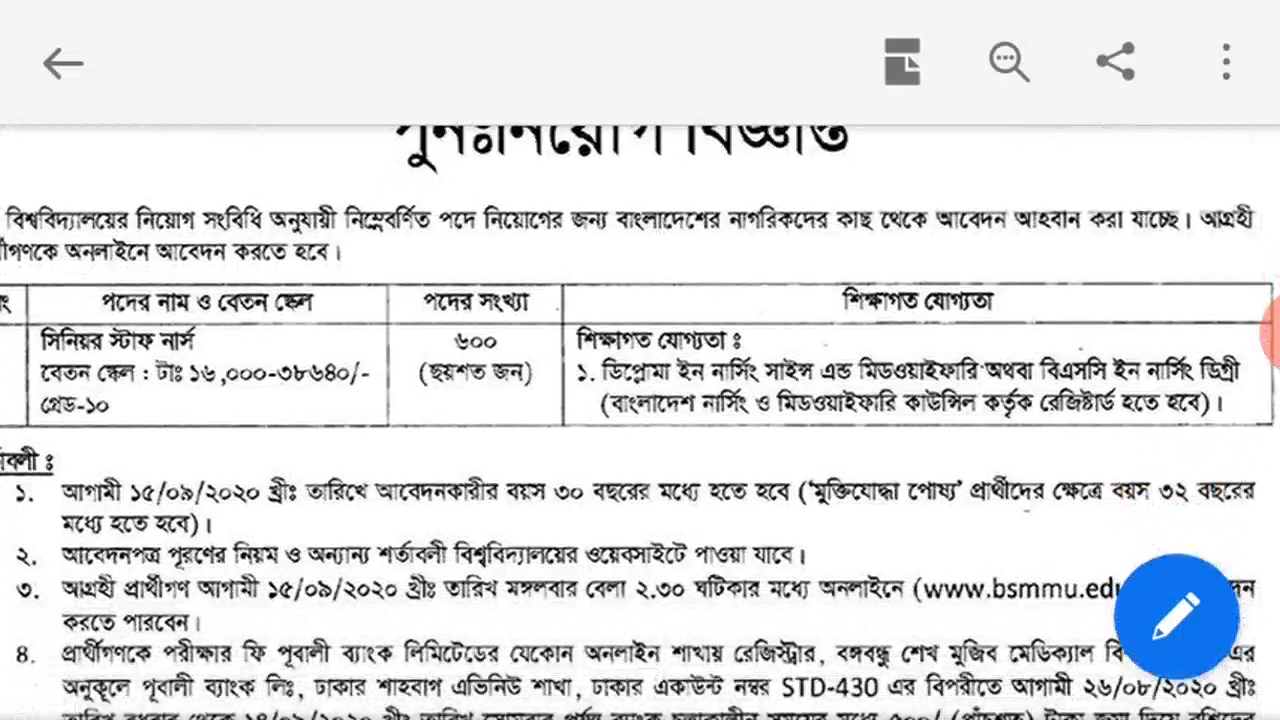 পুনঃনিয়োগ বিজ্ঞপ্তি
বিশ্ববিদ্যালয়ের নিয়োগ সংবিধি অনুযায়ী নিম্নেবর্ণিত পদে নিয়োগের জন্য বাংলাদেশের নাগরিকদের কাছ থেকে আবেদন আহবান করা যাচ্ছে। আগ্রহী
অনলাইনে আবেদন করতে হবে।
পদের নাম ও বেতন স্কেল পদের সংখ্যা শিক্ষাগত যোগ্যতা
সিনিয়র স্টাফ নার্স ৬০০ শিক্ষাগত যোগ্যতা ঃ
বেতন স্কেল : টাঃ ১৬,০০০-৩৮৬৪০/- (ছয়শত জন) ১. ডিপ্লোমা ইন নার্সিং সাইন্স এন্ড মিডওয়াইফারি অথবা বিএসসি ইন নার্সিং ডিগ্রী
গ্রেড-১০ (বাংলাদেশ নার্সিং ও মিডওয়াইফারি কাউন্সিল কর্তৃক রেজিষ্টার্ড হতে হবে)।
১. আগামী ১৫/০৯/২০২০ খ্রীঃ তারিখে আবেদনকারীর বয়স ৩০ বছরের মধ্যে হতে হবে (‘মুক্তিযোদ্ধা পোষ্য’ প্রার্থীদের ক্ষেত্রে বয়স ৩২ বছরের
মধ্যে হতে হবে)।
২. আবেদনপত্র পূরণের নিয়ম ও অন্যান্য শর্তাবলী বিশ্ববিদ্যালয়ের ওয়েবসাইটে পাওয়া যাবে।
৩. আগ্রহী প্রার্থীগণ আগামী ১৫/০৯/২০২০ খ্রীঃ তারিখ মঙ্গলবার বেলা ২.৩০ ঘটিকার মধ্যে অনলাইনে (www.bsmmu.edu
করতে পারবেন।
৪. প্রার্থীগণকে পরীক্ষার ফি পূবালী ব্যাংক লিমিটেডের যেকোন অনলাইন শাখায় রেজিস্ট্রার, বঙ্গবন্ধু শেখ মুজিব মেডিক্যাল এর
অনুকূলে পূবালী ব্যাংক লিঃ, ঢাকার শাহবাগ এভিনিউ শাখা, ঢাকার একাউন্ট নম্বর STD-430 এর বিপরীতে আগামী ২৬/০৮/২০২০ খ্রীঃ